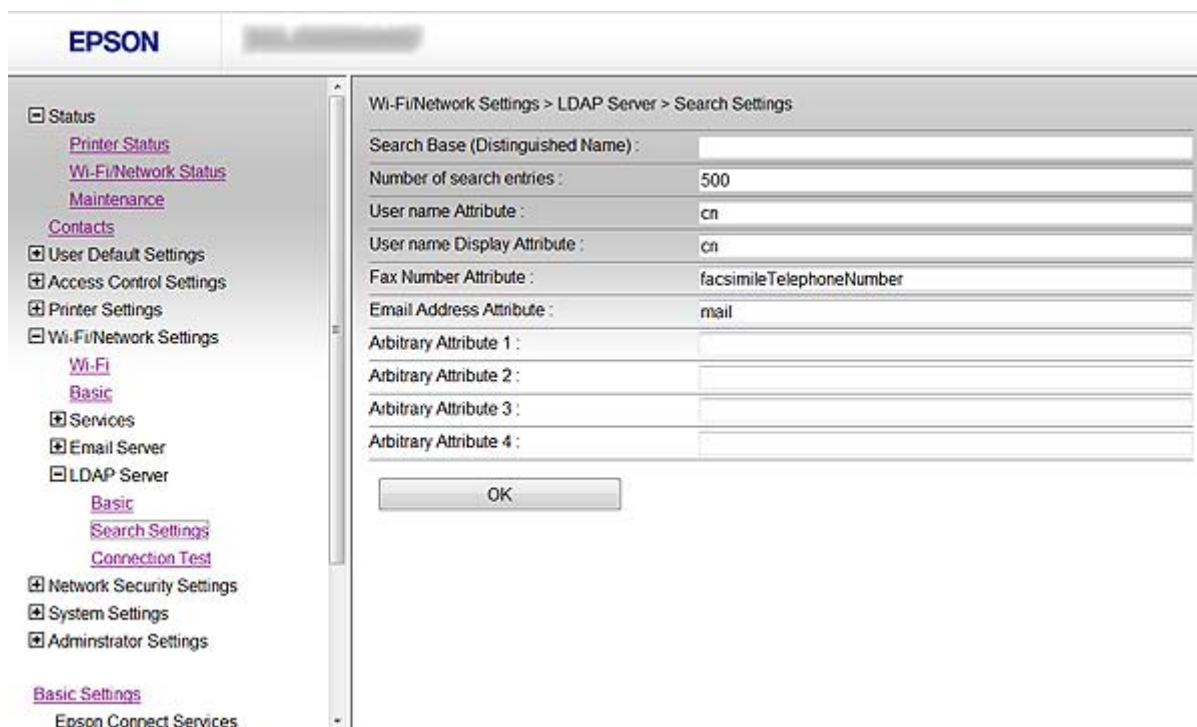 EPSON
Status
Printer Status
Wi-Fi/Network Status
Maintenance
Contacts
User Default Settings
Access Control Settings
Printer Settings
Wi-Fi/Network Settings
Wi-Fi
Basic
Services
Email Server
LDAP Server
Basic
Search Settings
Connection Test
Network Security Settings
System Settings
Adminstrator Settings
Basic Settings
Epson Connect Services
Wi-Fi/Network Settings > LDAP Server > Search Settings
Search Base (Distinguished Name) :
Number of search entries : 500
User name Attribute : cn
User name Display Attribute : cn
Fax Number Attribute : facsimileTelephoneNumber
Email Address Attribute : mail
Arbitrary Attribute 1 :
Arbitrary Attribute 2 :
Arbitrary Attribute 3 :
Arbitrary Attribute 4 :
OK